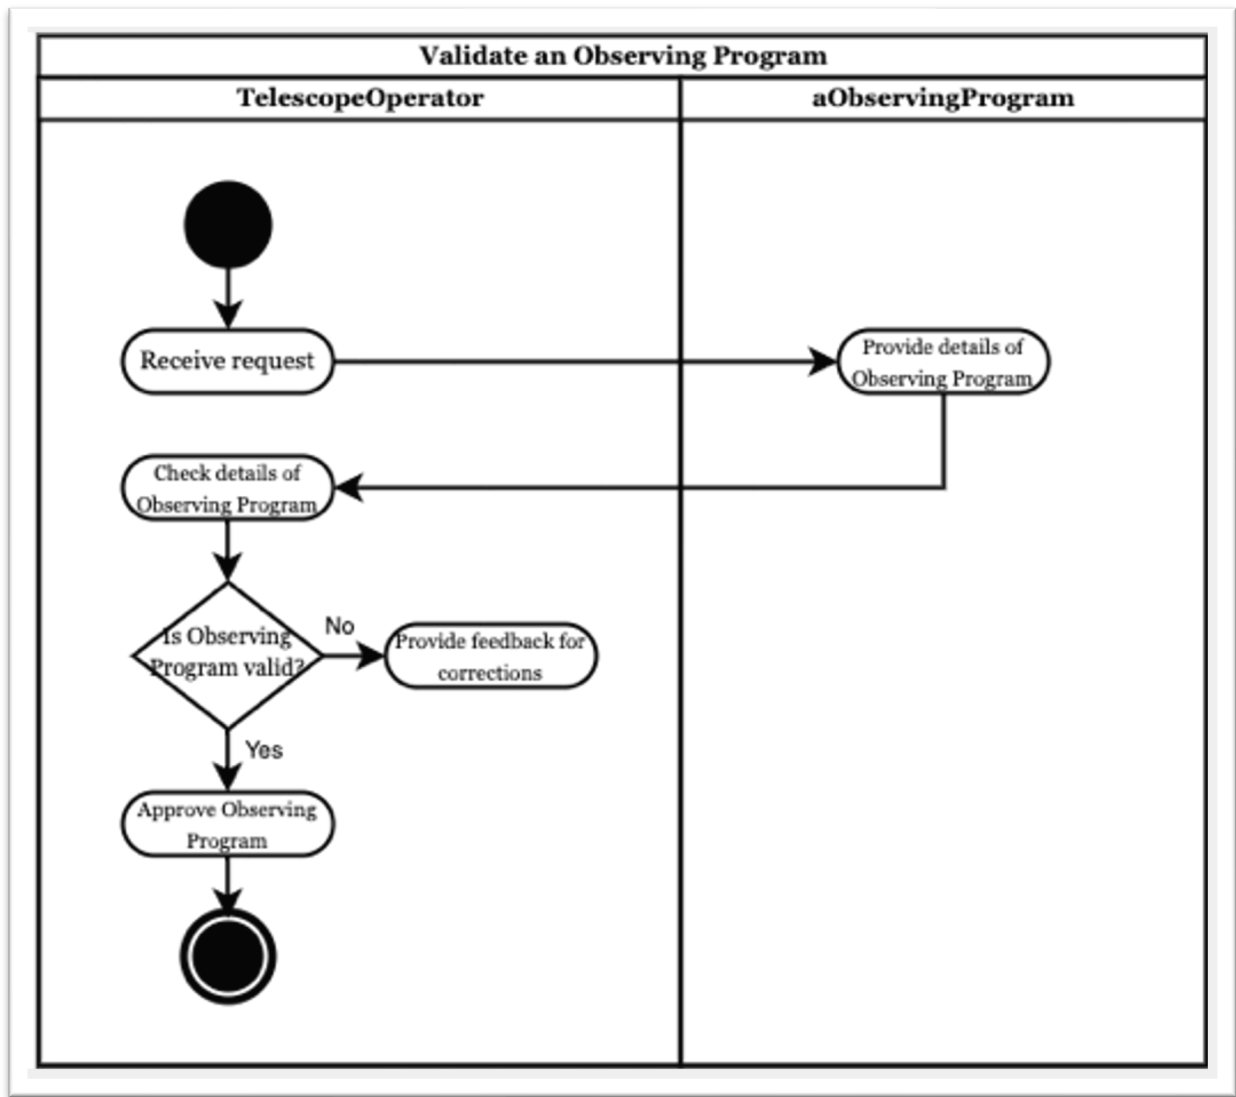 Validate an Observing Program
TelescopeOperator
aObservingProgram
Receive request
Provide details of
Observing Program
Check details of
Observing Program
Is Observing
Program valid?
No
Provide feedback for
corrections
Yes
Approve Observing
Program